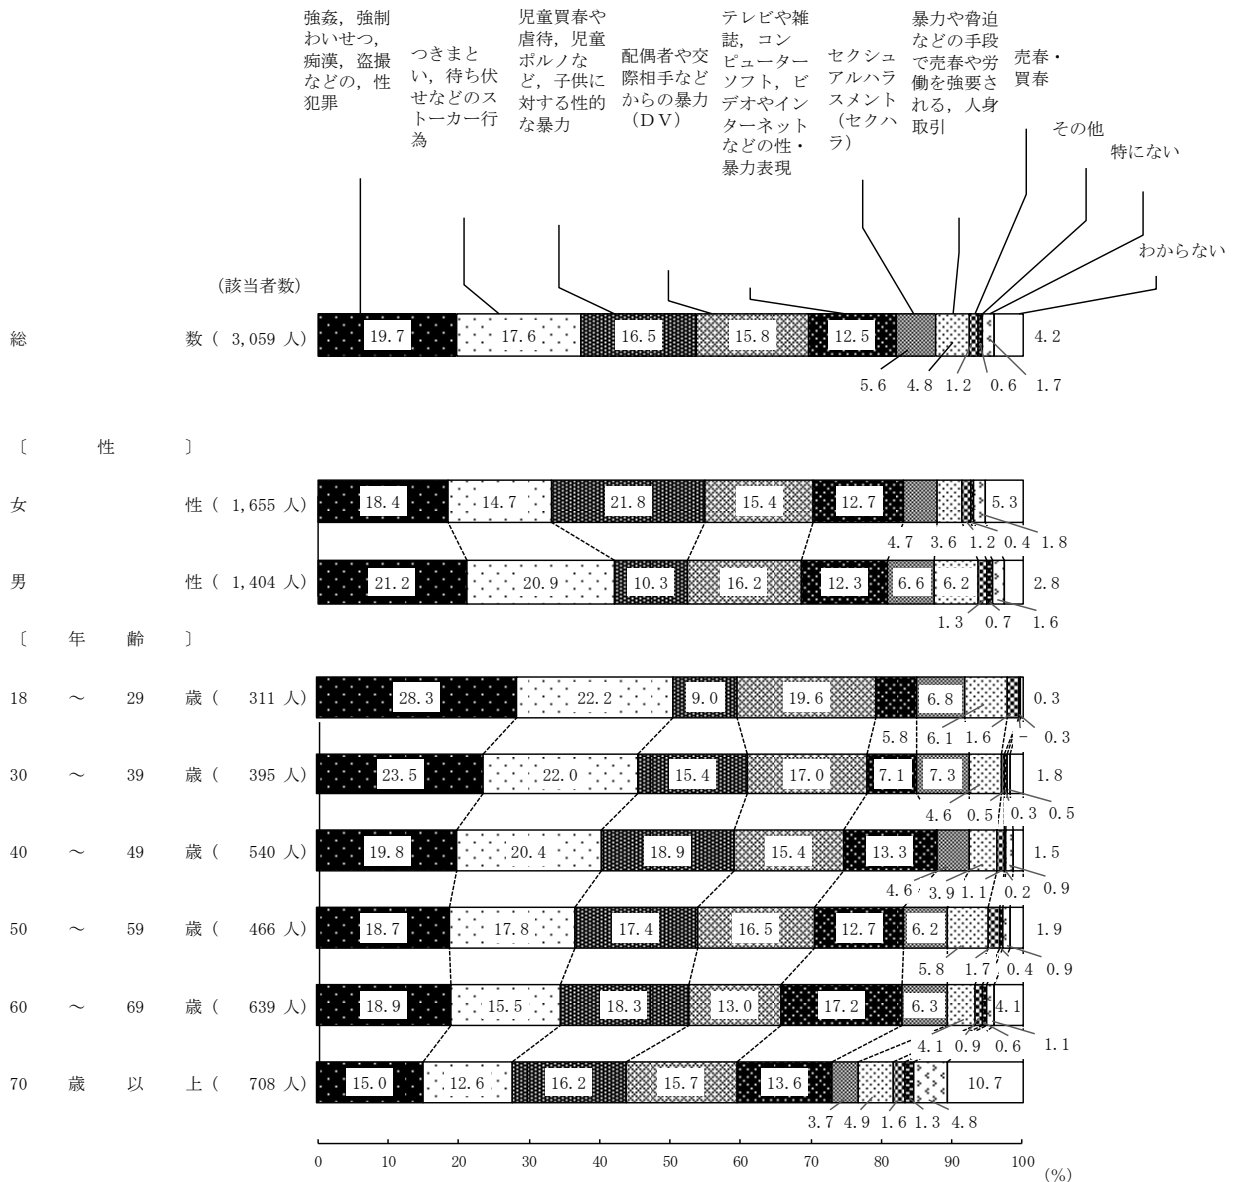 強姦，強制
わいせつ，
痴漢，盗撮
などの，性
犯罪
つきまと
い，待ち伏
せなどのス
トーカー行
為
児童買春や
虐待，児童
ポルノな
ど，子供に
対する性的
な暴力
配偶者や交
際相手など
からの暴力
（ＤＶ）
テレビや雑
誌，コン
ピューター
ソフト，ビ
デオやイン
ターネット
などの性・
暴力表現
セクシュ
アルハラ
スメント
（セクハ
ラ）
暴力や脅迫
などの手段
で売春や労
働を強要さ
れる，人身
取引
売春・
買春
その他
特にない
わからない
（該当者数）
総 数 ( 3,059 人) 19.7 17.6 16.5 15.8 12.5 4.2
5.6 4.8 1.2 0.6 1.7
〔 性 〕
女 性 ( 1,655 人) 18.4 14.7 21.8 15.4 12.7 5.3
4.7 3.6 1.2 0.4 1.8
男 性 ( 1,404 人) 21.2 20.9 10.3 16.2 12.3 6.6 6.2 2.8
1.3 0.7 1.6
〔 年 齢 〕
18 ～ 29 歳 ( 311 人) 28.3 22.2 9.0 19.6 6.8 0.3
5.8 6.1 1.6 － 0.3
30 ～ 39 歳 ( 395 人) 23.5 22.0 15.4 17.0 7.1 7.3 1.8
4.6 0.5 0.3 0.5
40 ～ 49 歳 ( 540 人) 19.8 20.4 18.9 15.4 13.3 1.5
4.6 3.9 1.1 0.2 0.9
50 ～ 59 歳 ( 466 人) 18.7 17.8 17.4 16.5 12.7 6.2 1.9
5.8 1.7 0.4 0.9
60 ～ 69 歳 ( 639 人) 18.9 15.5 18.3 13.0 17.2 6.3 4.1
4.1 0.9 0.6 1.1
70 歳 以 上 ( 708 人) 15.0 12.6 16.2 15.7 13.6 10.7
3.7 4.9 1.6 1.3 4.8
0 10 20 30 40 50 60 70 80 90 100
(%)